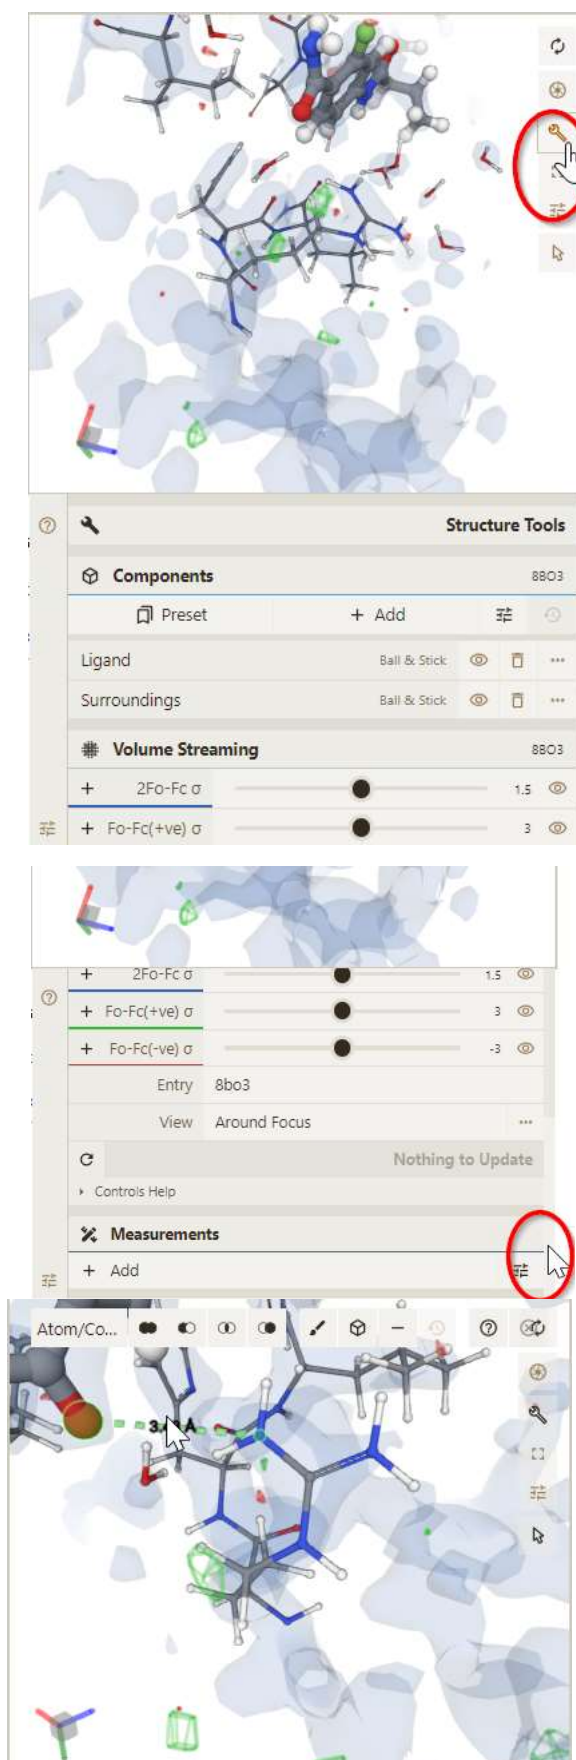 Structure Tools
Components 8BO3
Preset + Add
Ligand Ball & Stick
Surroundings Ball & Stick
Volume Streaming 8BO3
+ 2Fo-Fc σ 1.5
+ Fo-Fc(+ve) σ 3
+ 2Fo-Fc σ 1.5
+ Fo-Fc(+ve) σ 3
+ Fo-Fc(-ve) σ -3
Entry 8bo3
View Around Focus
Nothing to Update
Controls Help
Measurements
+ Add
Atom/Co...